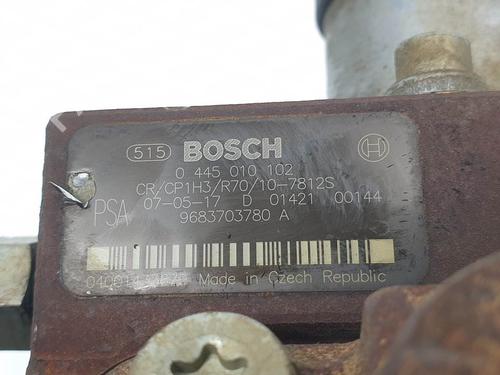 515 BOSCH
0 445 010 102
CR/CP1H3/R70/10-7812S
PSA 07-05-17 D 01421 00144
9683703780 A
Made in Czech Republic